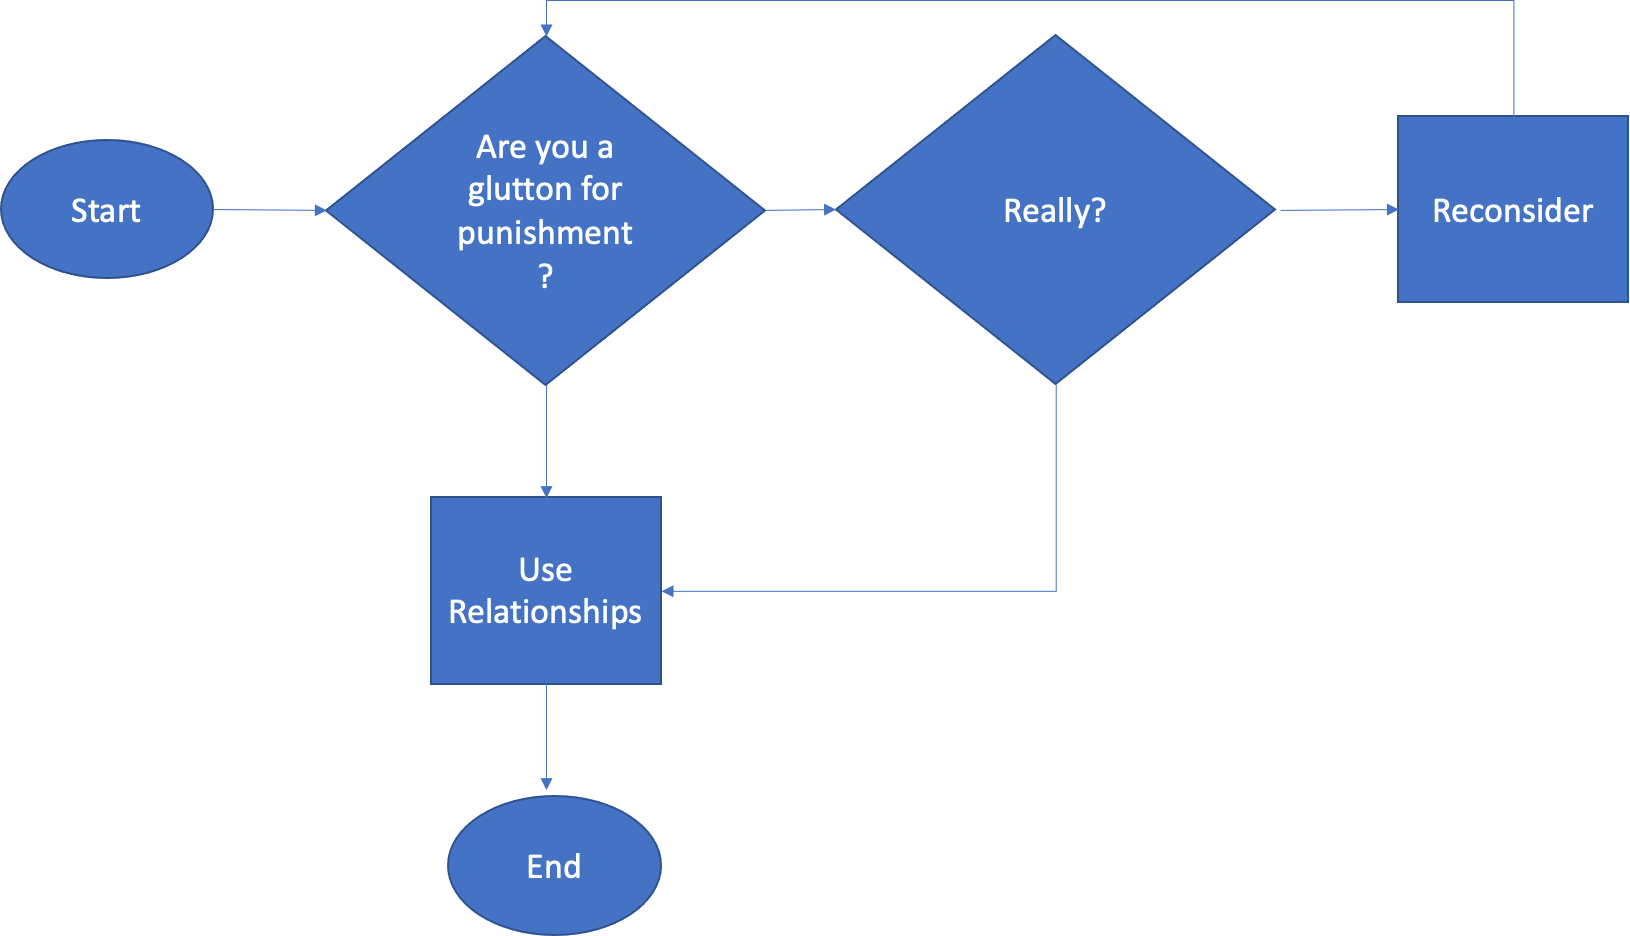 Start
Are you a
glutton for
punishment
?
Really?
Reconsider
Use
Relationships
End